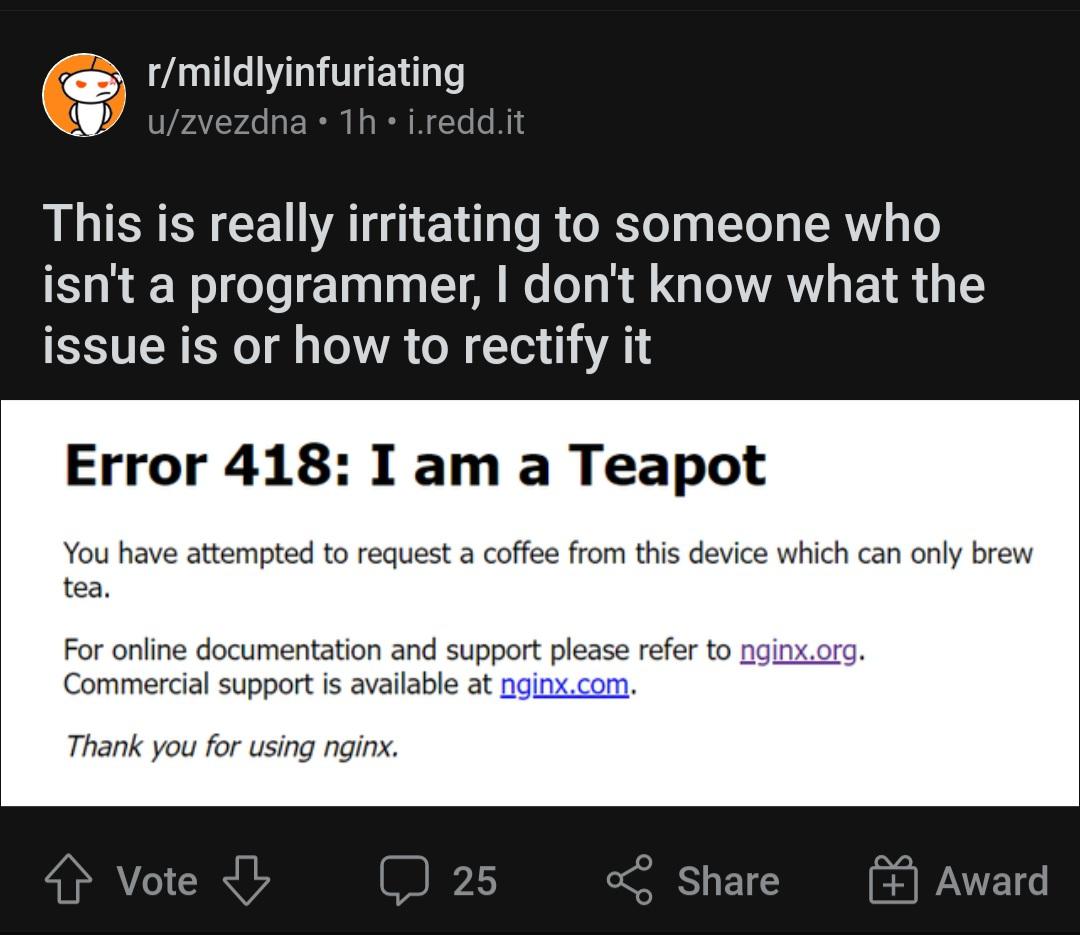 r/mildlyinfuriating
u/zvezdna • 1h • i.redd.it
This is really irritating to someone who
isn't a programmer, I don't know what the
issue is or how to rectify it
Error 418: I am a Teapot
You have attempted to request a coffee from this device which can only brew
tea.
For online documentation and support please refer to nginx.org.
Commercial support is available at nginx.com.
Thank you for using nginx.
Vote 25 Share Award